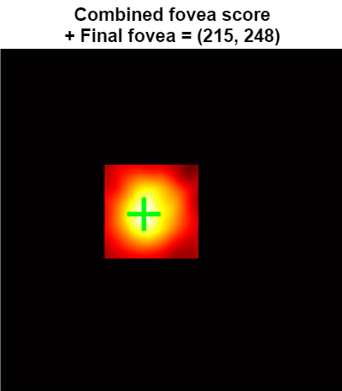 Combined fovea score
+ Final fovea = (215, 248)